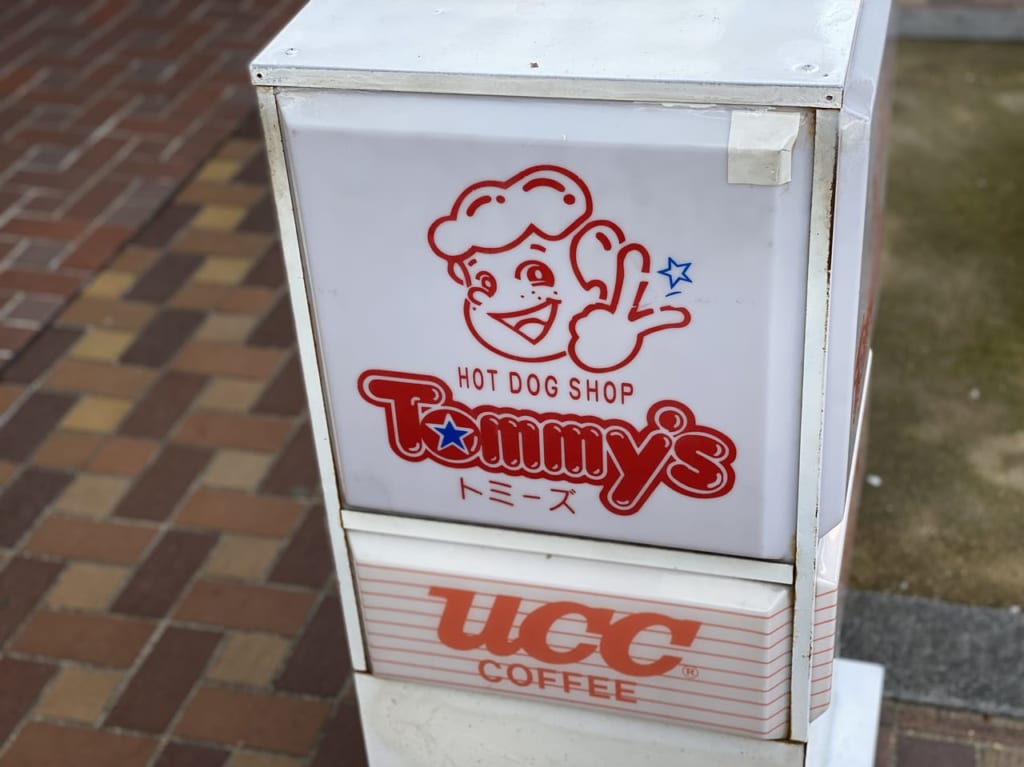 HOT DOG SHOP
Tommy's
トミーズ
UCC®
COFFEE